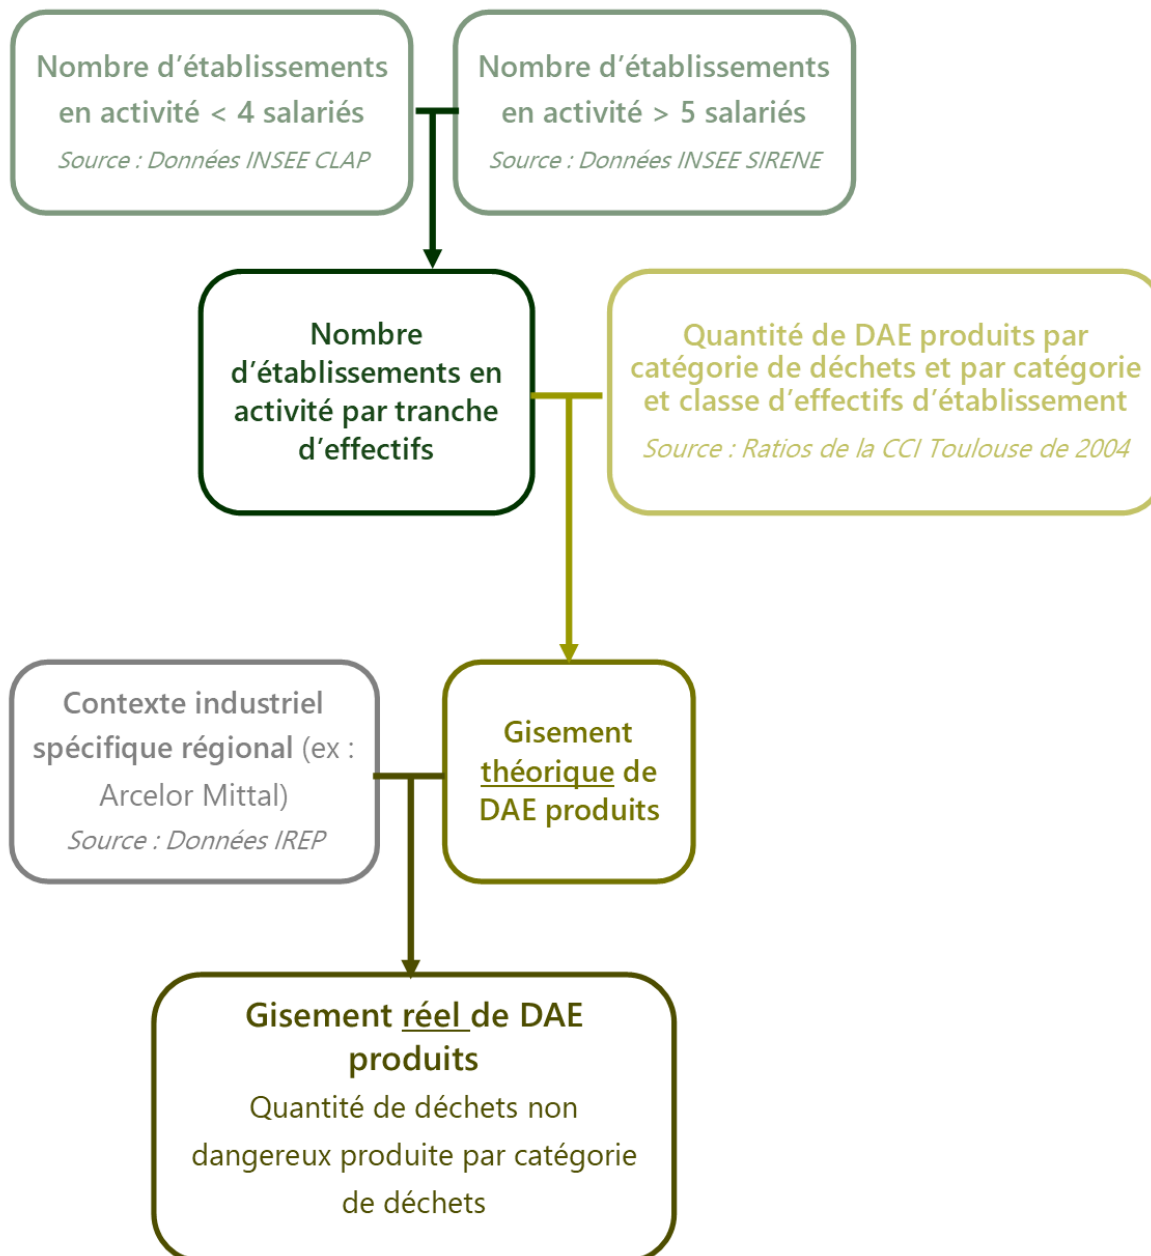 Nombre d'établissements
en activité < 4 salariés
Source : Données INSEE CLAP
Nombre d'établissements
en activité > 5 salariés
Source : Données INSEE SIRENE
Nombre
d'établissements en
activité par tranche
d'effectifs
Quantité de DAE produits par
catégorie de déchets et par catégorie
et classe d'effectifs d'établissement
Source : Ratios de la CCI Toulouse de 2004
Contexte industriel
spécifique régional (ex :
Arcelor Mittal)
Source : Données IREP
Gisement
théorique de
DAE produits
Gisement réel de DAE
produits
Quantité de déchets non
dangereux produite par catégorie
de déchets